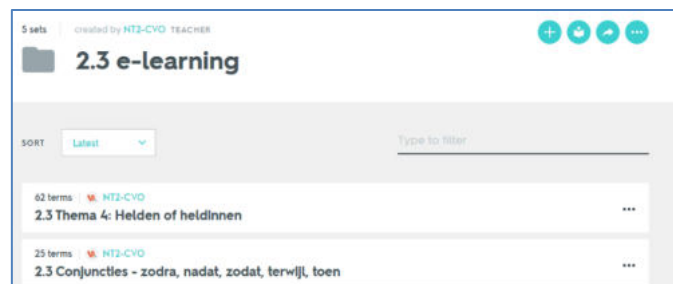 5 sets created by NT2-CVO TEACHER
2.3 e-learning
SORT Latest Type to filter
62 terms NT2-CVO
2.3 Thema 4: Helden of heldinnen
25 terms NT2-CVO
2.3 Conjuncties - zodra, nadat, zodat, terwijl, toen